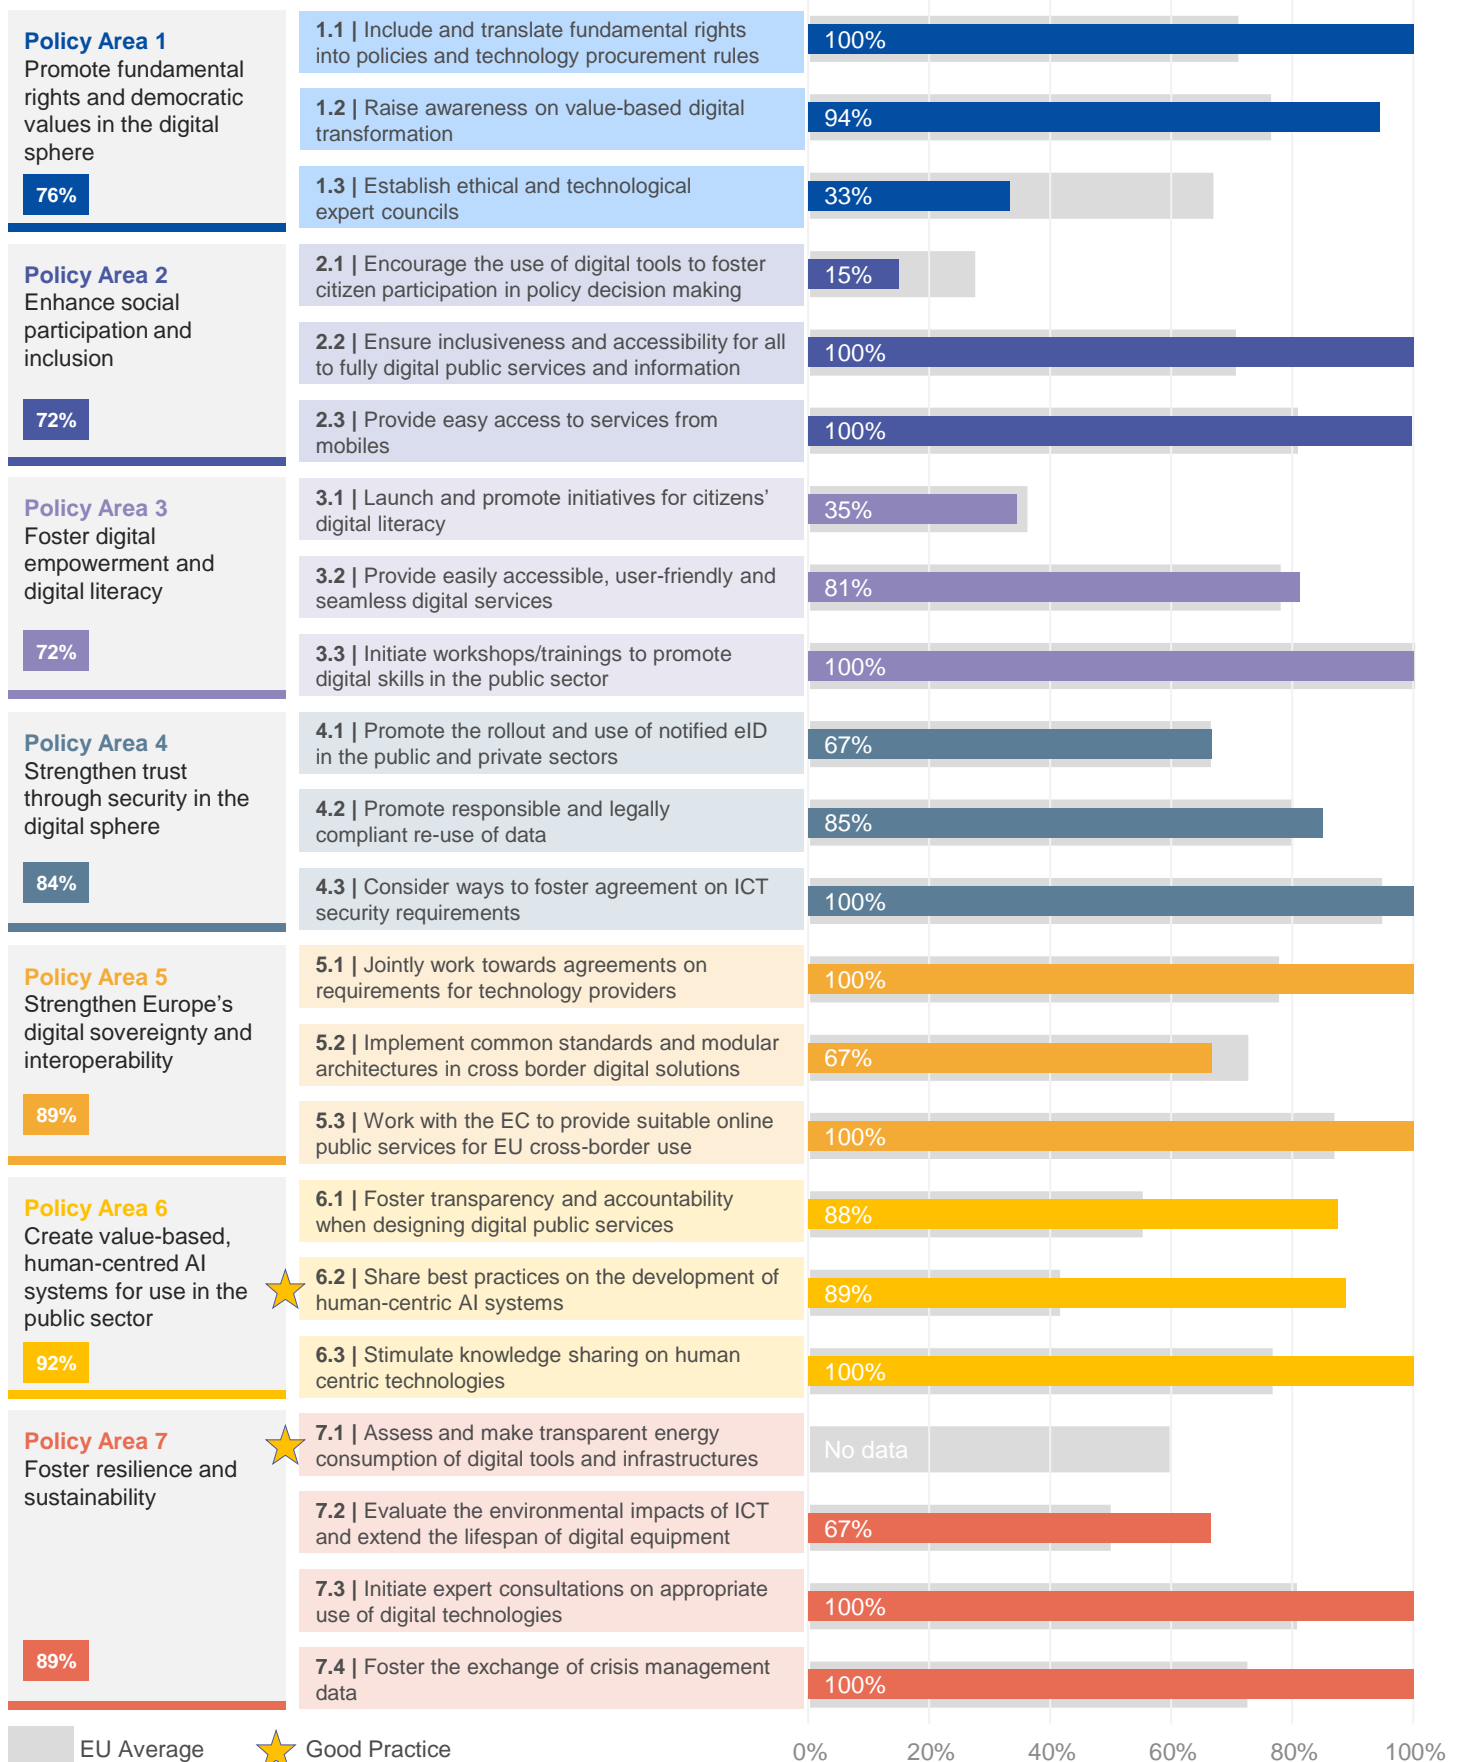 Policy Area 1
Promote fundamental
rights and democratic
values in the digital
sphere
76%
1.1 | Include and translate fundamental rights
into policies and technology procurement rules
100%
1.2 | Raise awareness on value-based digital
transformation
94%
1.3 | Establish ethical and technological
expert councils
33%
Policy Area 2
Enhance social
participation and
inclusion
72%
2.1 | Encourage the use of digital tools to foster
citizen participation in policy decision making
15%
2.2 | Ensure inclusiveness and accessibility for all
to fully digital public services and information
100%
2.3 | Provide easy access to services from
mobiles
100%
Policy Area 3
Foster digital
empowerment and
digital literacy
72%
3.1 | Launch and promote initiatives for citizens’
digital literacy
35%
3.2 | Provide easily accessible, user-friendly and
seamless digital services
81%
3.3 | Initiate workshops/trainings to promote
digital skills in the public sector
100%
Policy Area 4
Strengthen trust
through security in the
digital sphere
84%
4.1 | Promote the rollout and use of notified eID
in the public and private sectors
67%
4.2 | Promote responsible and legally
compliant re-use of data
85%
4.3 | Consider ways to foster agreement on ICT
security requirements
100%
Policy Area 5
Strengthen Europe’s
digital sovereignty and
interoperability
89%
5.1 | Jointly work towards agreements on
requirements for technology providers
100%
5.2 | Implement common standards and modular
architectures in cross border digital solutions
67%
5.3 | Work with the EC to provide suitable online
public services for EU cross-border use
100%
Policy Area 6
Create value-based,
human-centred AI
systems for use in the
public sector
92%
6.1 | Foster transparency and accountability
when designing digital public services
88%
6.2 | Share best practices on the development of
human-centric AI systems
89%
6.3 | Stimulate knowledge sharing on human
centric technologies
100%
Policy Area 7
Foster resilience and
sustainability
89%
7.1 | Assess and make transparent energy
consumption of digital tools and infrastructures
No data
7.2 | Evaluate the environmental impacts of ICT
and extend the lifespan of digital equipment
67%
7.3 | Initiate expert consultations on appropriate
use of digital technologies
100%
7.4 | Foster the exchange of crisis management
data
100%
EU Average
Good Practice
0% 20% 40% 60% 80% 100%